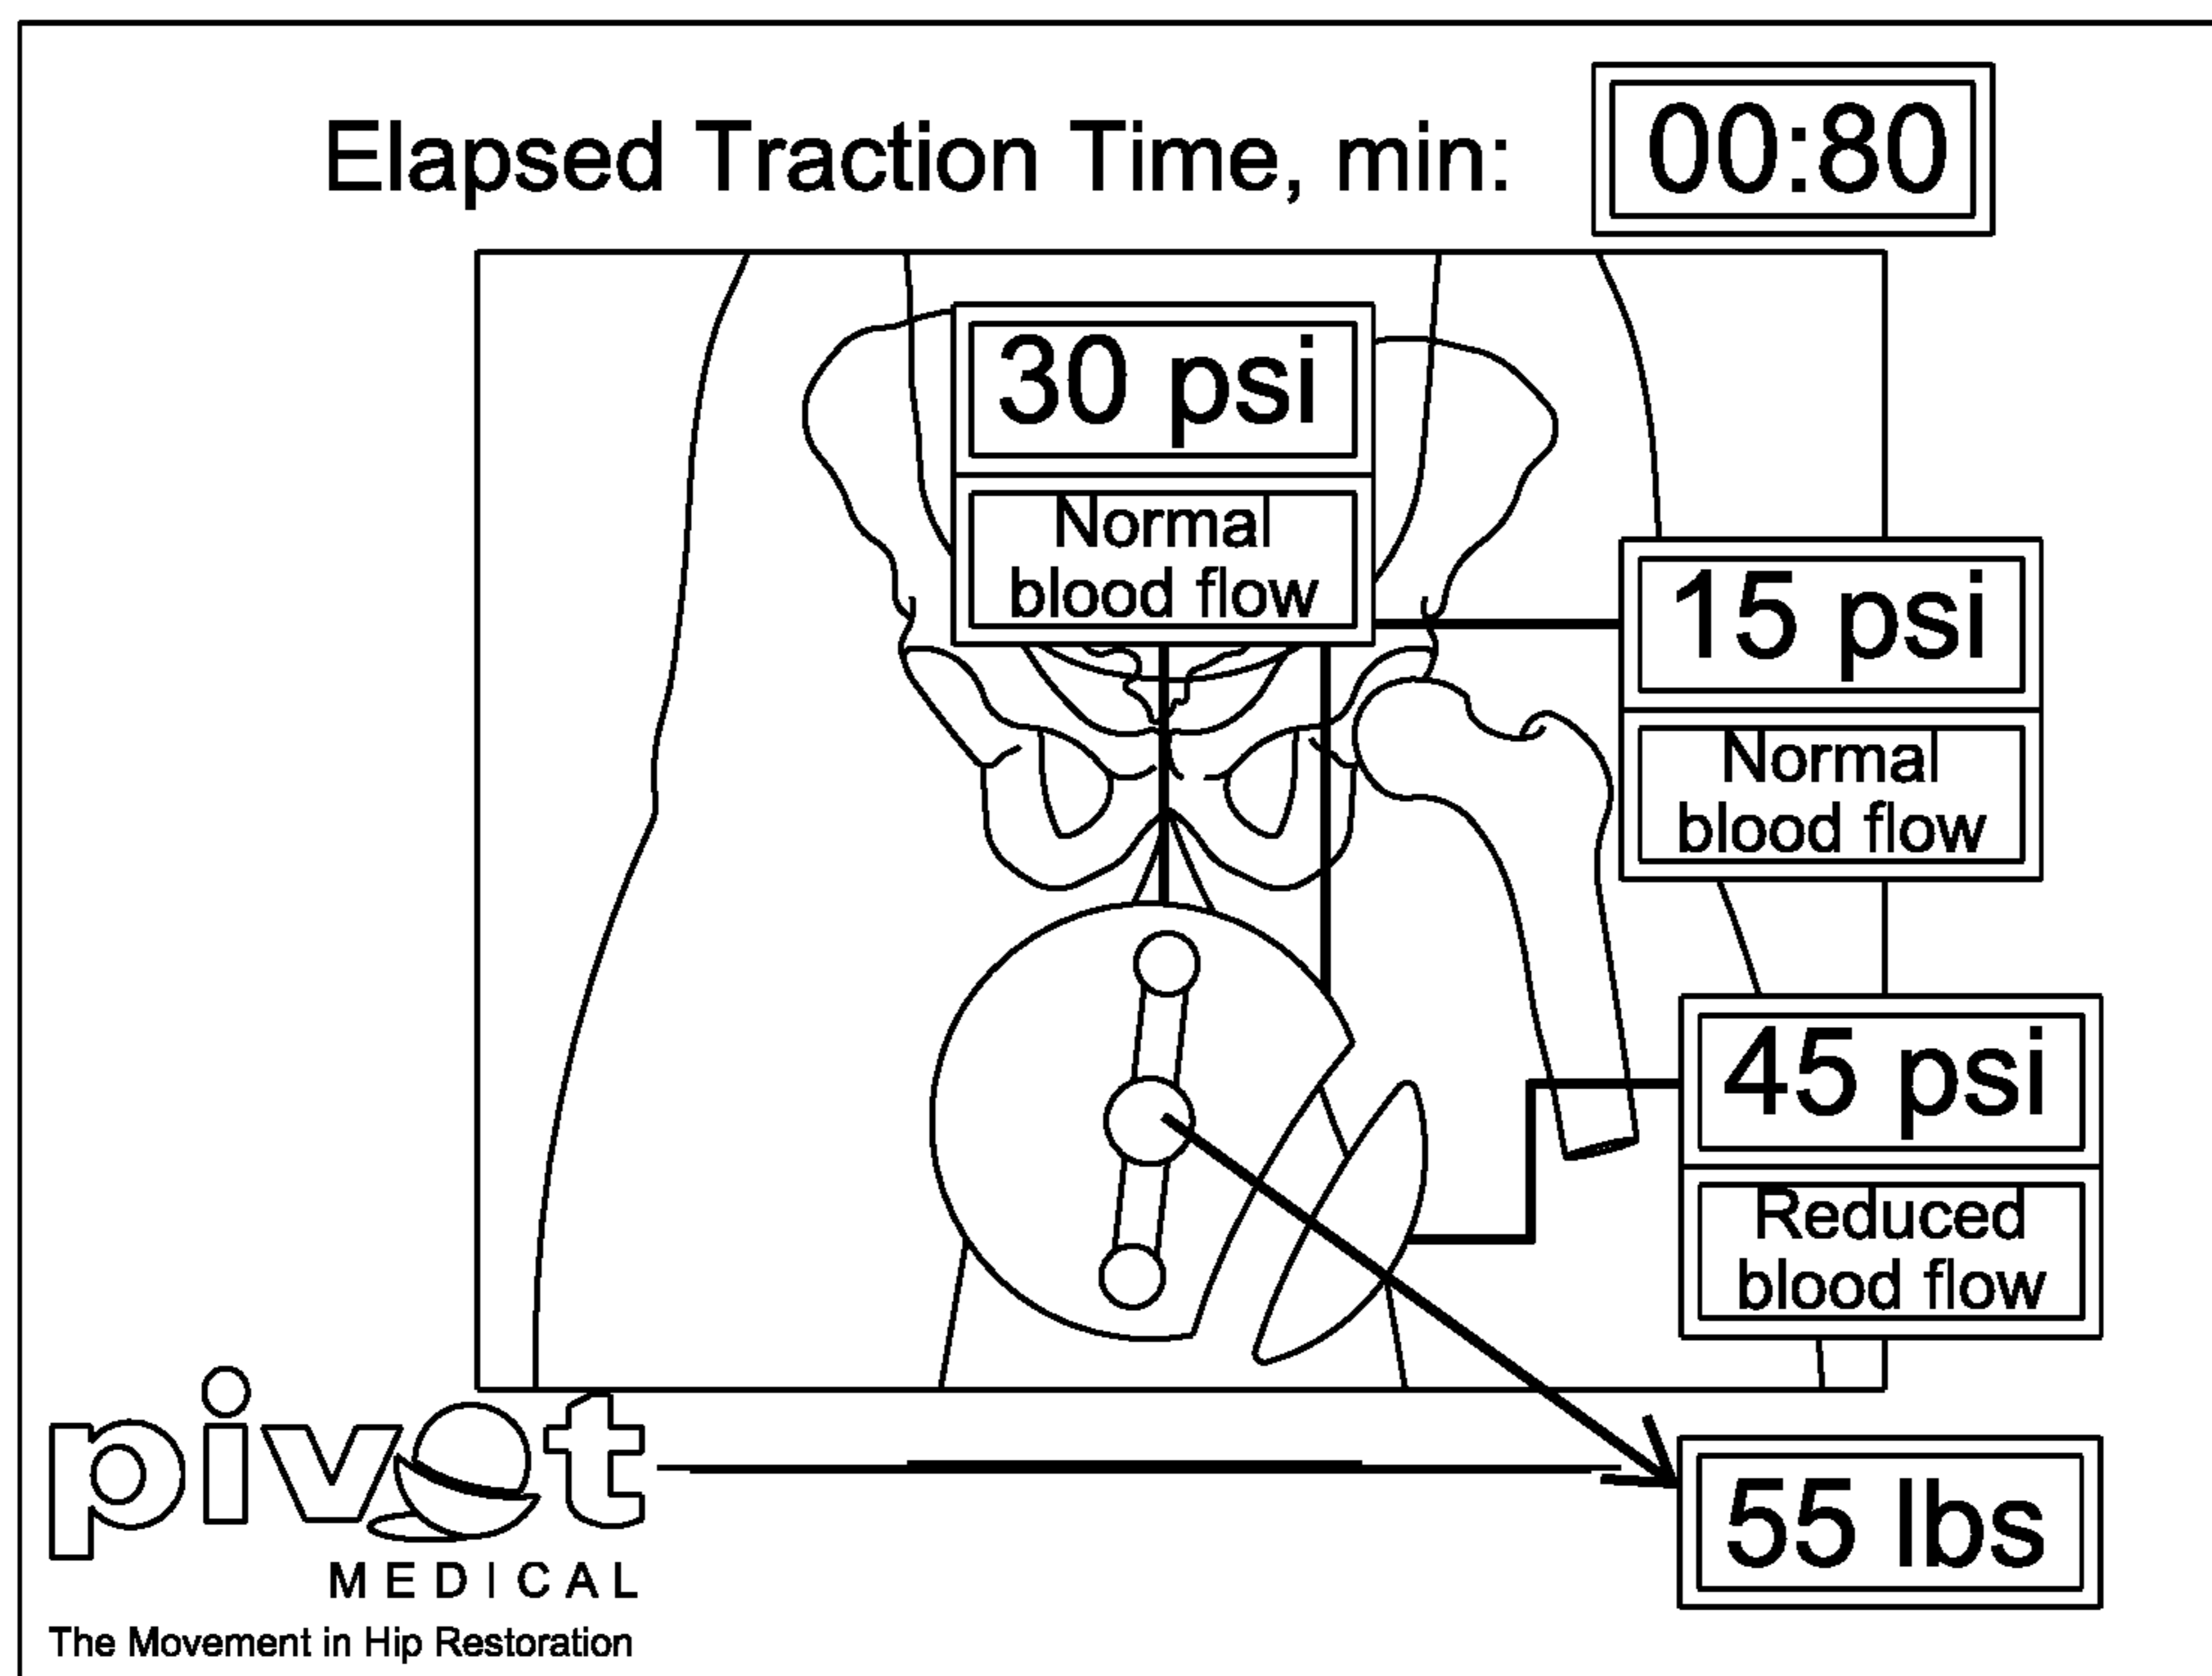 Elapsed Traction Time, min: 00:80
30 psi
Normal
blood flow
15 psi
Normal
blood flow
45 psi
Reduced
blood flow
55 lbs
pivot
MEDICAL
The Movement in Hip Restoration